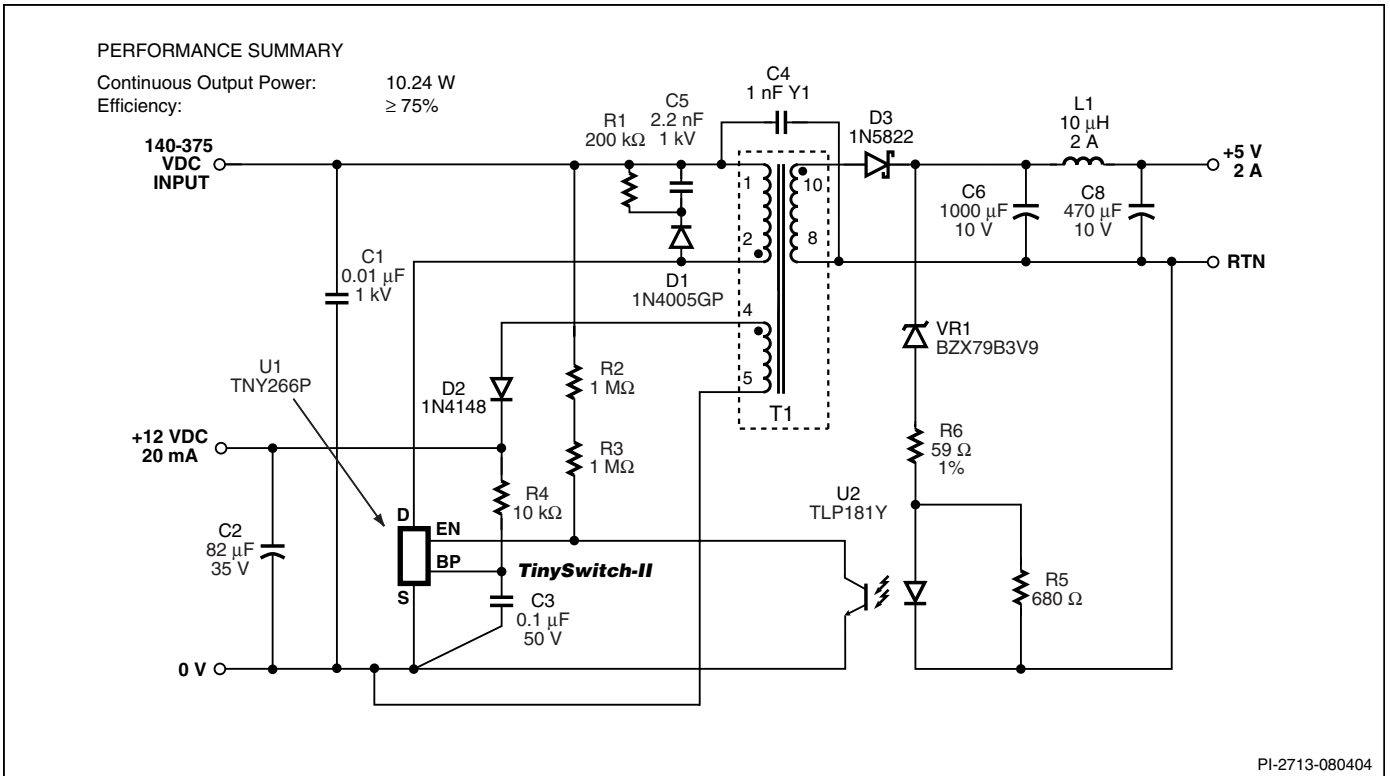 PERFORMANCE SUMMARY
Continuous Output Power: 10.24 W
Efficiency: ≥ 75%
C4
1 nF Y1
C5
2.2 nF
1 kV
R1
200 kΩ
D3
1N5822
L1
10 µH
2 A
140-375
VDC
INPUT
+5 V
2 A
1
10
2
8
C6
1000 µF
10 V
C8
470 µF
10 V
RTN
C1
0.01 µF
1 kV
D1
1N4005GP
4
5
T1
VR1
BZX79B3V9
U1
TNY266P
D2
1N4148
R2
1 MΩ
R3
1 MΩ
R6
59 Ω
1%
+12 VDC
20 mA
R4
10 kΩ
U2
TLP181Y
C2
82 µF
35 V
D
EN
BP
S
TinySwitch-II
C3
0.1 µF
50 V
R5
680 Ω
0 V
PI-2713-080404